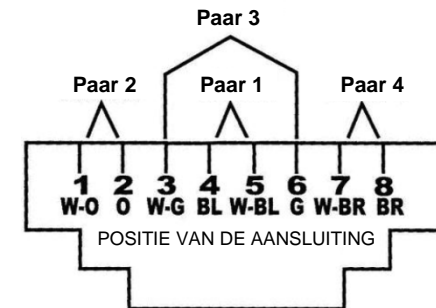 Paar 3
Paar 2 Paar 1 Paar 4
1 2 3 4 5 6 7 8
W-O O W-G BL W-BL G W-BR BR
POSITIE VAN DE AANSLUITING